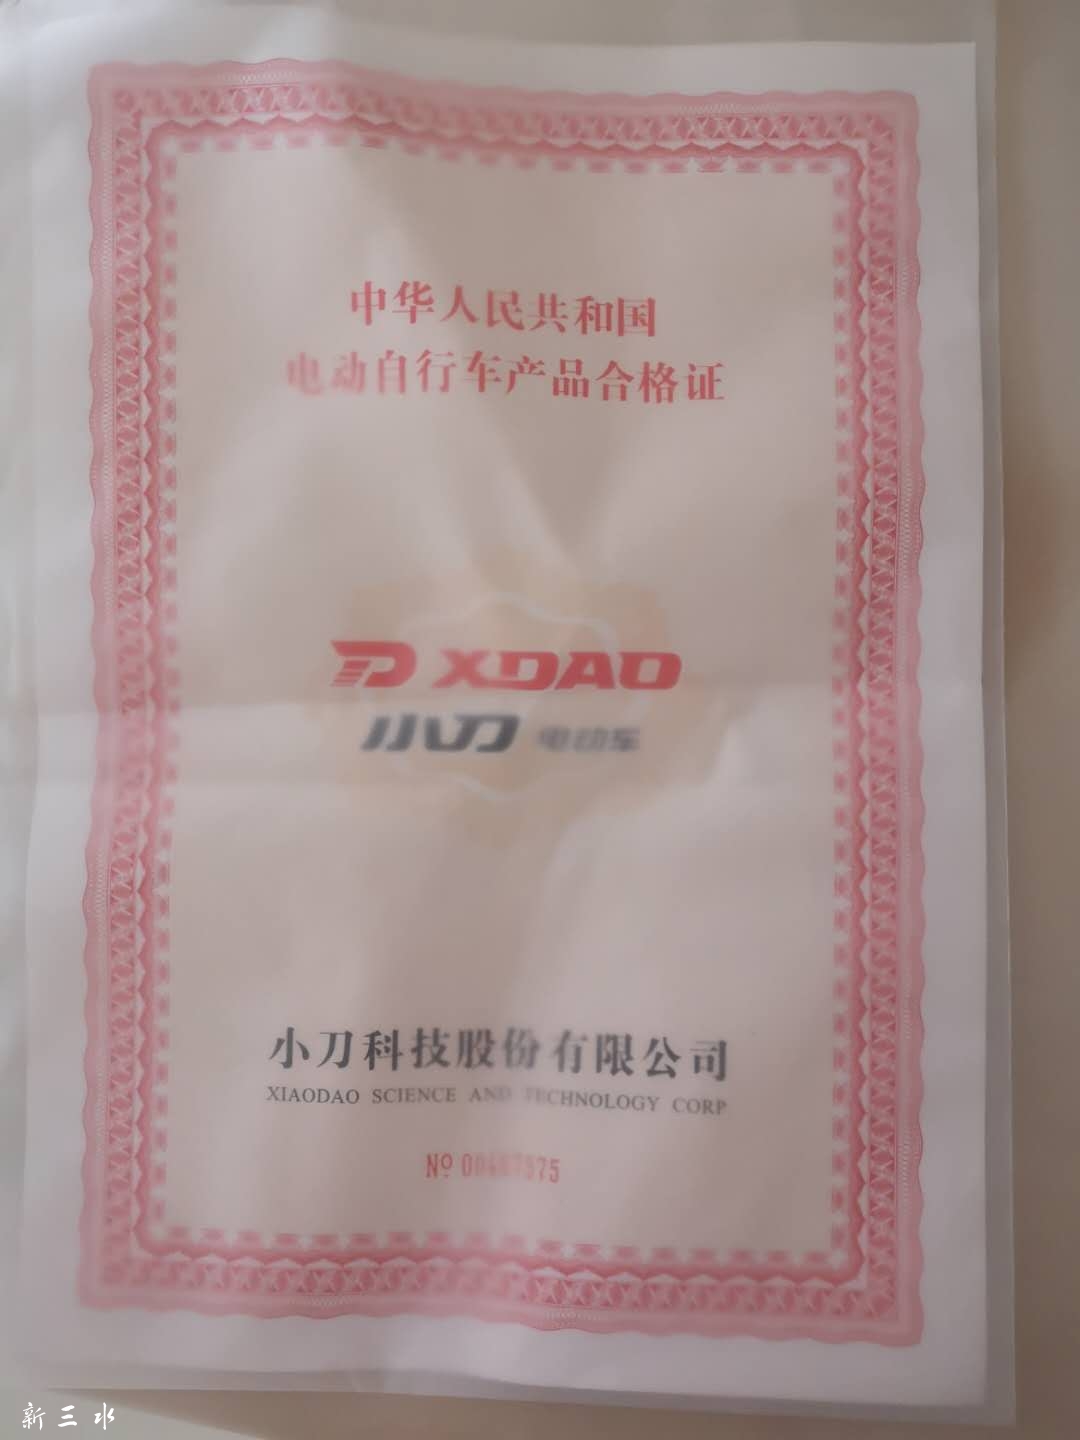 中华人民共和国
电动自行车产品合格证
XDAO
小刀 电动车
小刀科技股份有限公司
XIAODAO SCIENCE AND TECHNOLOGY CORP
新三水